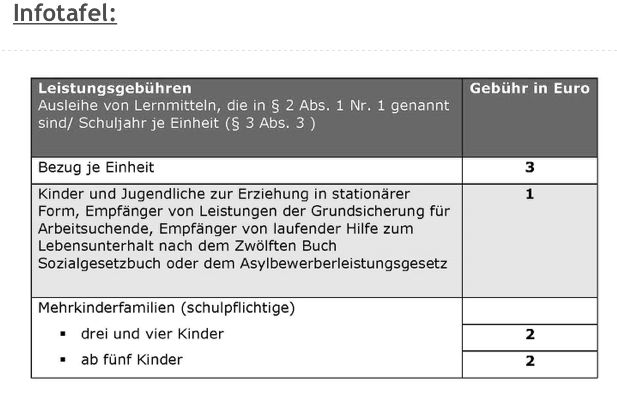 Infotafel:
Leistungsgebühren
Gebühr in Euro
Ausleihe von Lernmitteln, die in § 2 Abs. 1 Nr. 1 genannt
sind/ Schuljahr je Einheit (§ 3 Abs. 3 )
Bezug je Einheit
3
Kinder und Jugendliche zur Erziehung in stationärer
1
Form, Empfänger von Leistungen der Grundsicherung für
Arbeitsuchende, Empfänger von laufender Hilfe zum
Lebensunterhalt nach dem Zwölften Buch
Sozialgesetzbuch oder dem Asylbewerberleistungsgesetz
Mehrkinderfamilien (schulpflichtige)
▪ drei und vier Kinder
2
▪ ab fünf Kinder
2